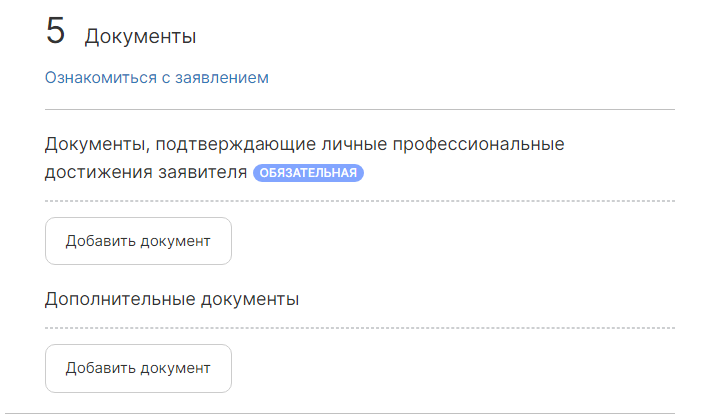 5 Документы
Ознакомиться с заявлением
Документы, подтверждающие личные профессиональные
достижения заявителя ОБЯЗАТЕЛЬНАЯ
Добавить документ
Дополнительные документы
Добавить документ